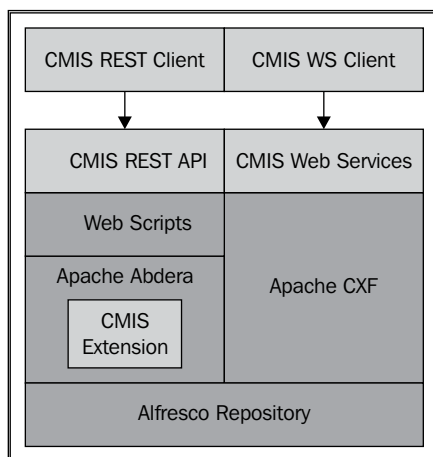 CMIS REST Client
CMIS WS Client
CMIS REST API
CMIS Web Services
Web Scripts
Apache Abdera
CMIS
Extension
Apache CXF
Alfresco Repository